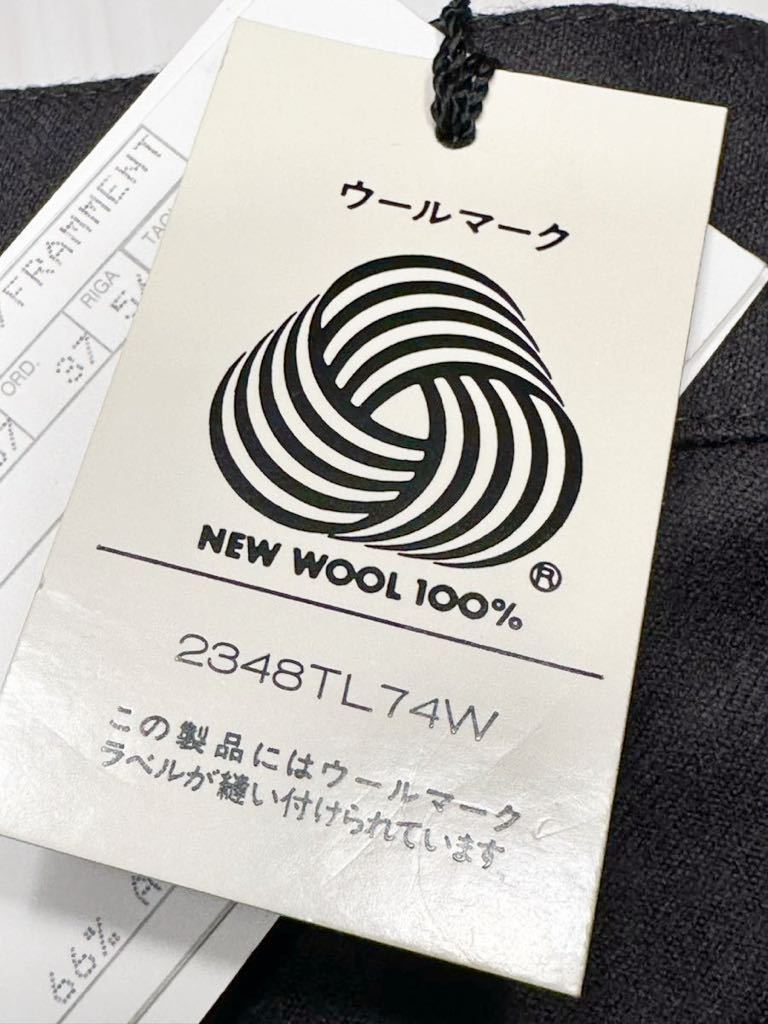 ウールマーク
NEW WOOL 100%
®
2348TL74W
この製品にはウールマーク
ラベルが縫い付けられています
FRAMMENT
ORD.
RIGA
37
66% A